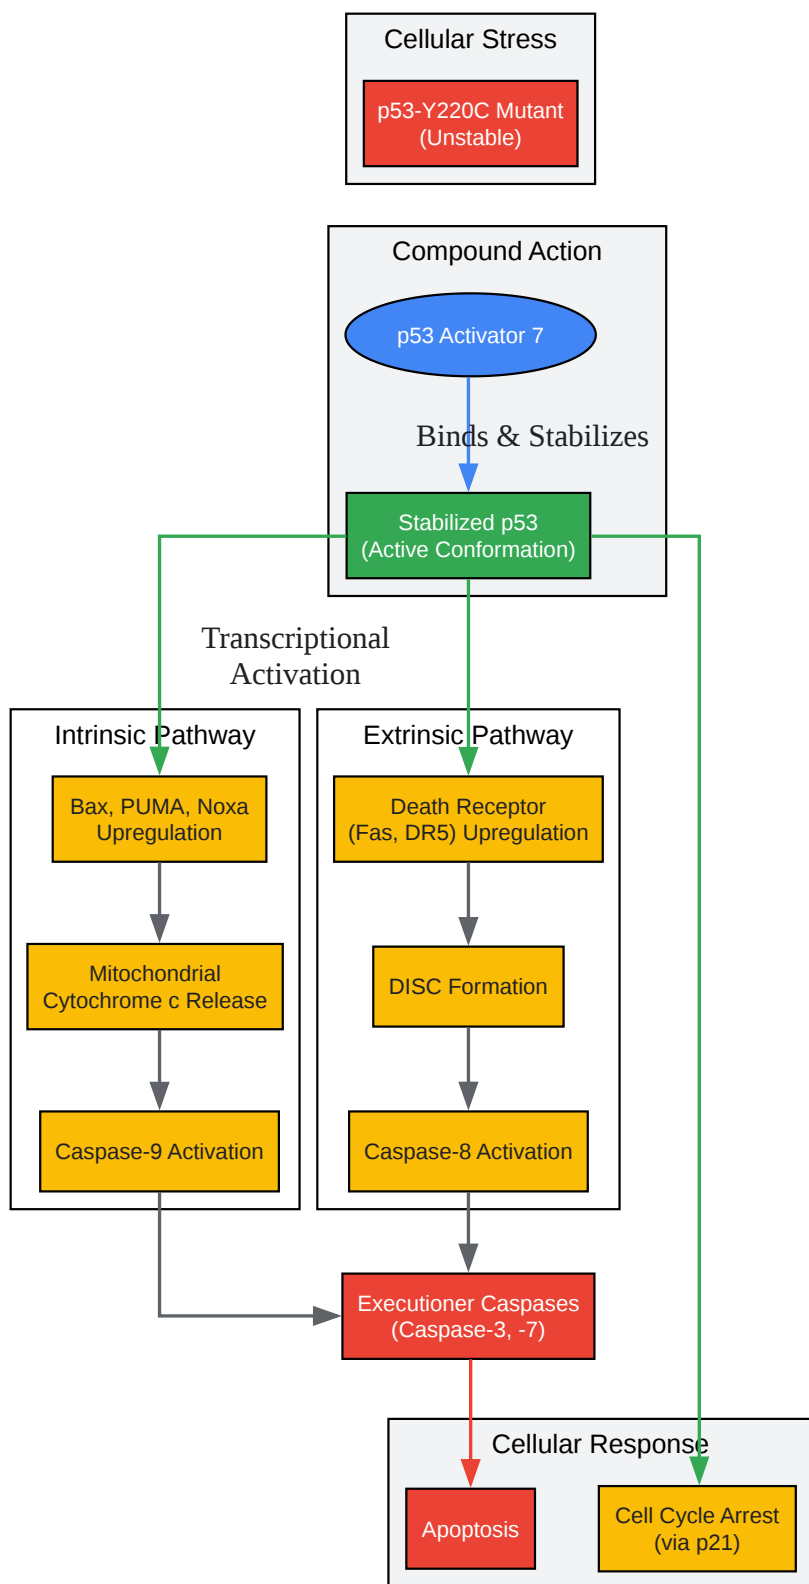 Cellular Stress
p53-Y220C Mutant
(Unstable)
Compound Action
p53 Activator 7
Binds & Stabilizes
Stabilized p53
(Active Conformation)
Transcriptional
Activation
Intrinsic Pathway
Bax, PUMA, Noxa
Upregulation
Mitochondrial
Cytochrome c Release
Caspase-9 Activation
Extrinsic Pathway
Death Receptor
(Fas, DR5) Upregulation
DISC Formation
Caspase-8 Activation
Executioner Caspases
(Caspase-3, -7)
Cellular Response
Apoptosis
Cell Cycle Arrest
(via p21)